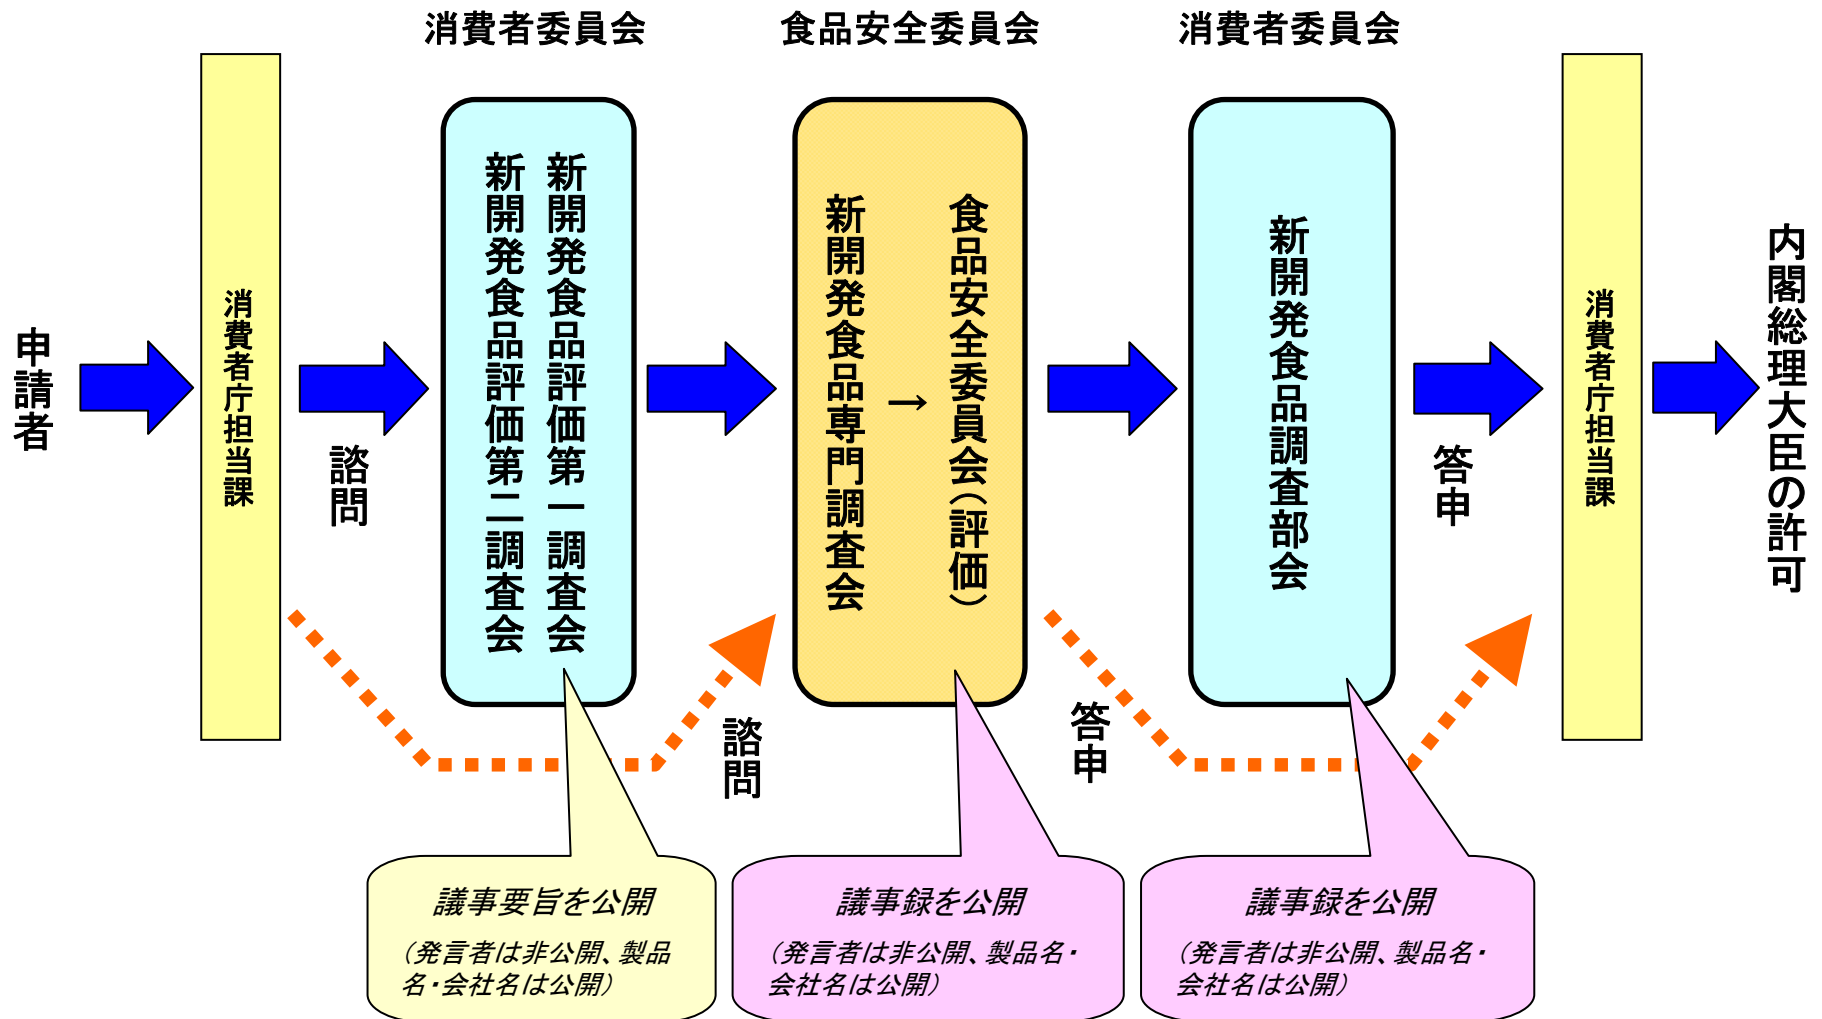 消費者委員会
食品安全委員会
消費者委員会
申請者
消費者庁担当課
諮問
新開発食品評価第一調査会
新開発食品評価第二調査会
新開発食品専門調査会
→
食品安全委員会(評価)
新開発食品調査部会
答申
消費者庁担当課
内閣総理大臣の許可
諮問
答申
議事要旨を公開
（発言者は非公開、製品
名・会社名は公開）
議事録を公開
（発言者は非公開、製品名・
会社名は公開）
議事録を公開
（発言者は非公開、製品名・
会社名は公開）